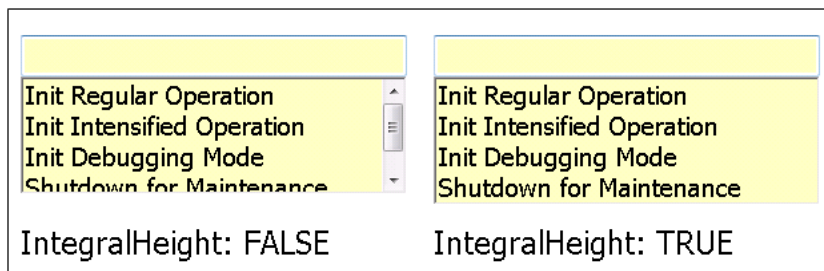 Init Regular Operation
Init Intensified Operation
Init Debugging Mode
Shutdown for Maintenance
IntegralHeight: FALSE
Init Regular Operation
Init Intensified Operation
Init Debugging Mode
Shutdown for Maintenance
IntegralHeight: TRUE